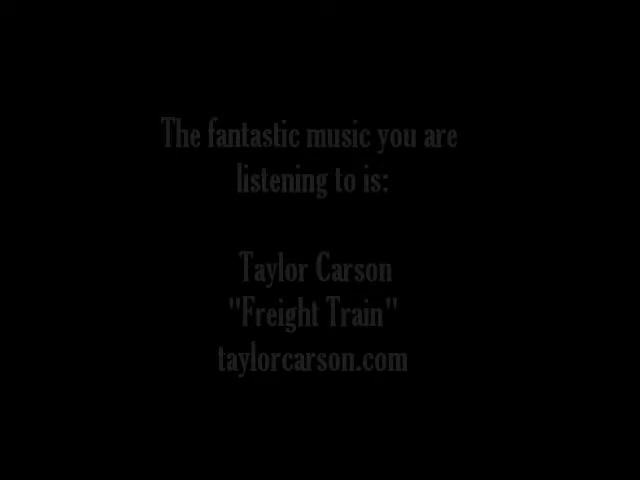 The fantastic music you are
listening to is:
Taylor Carson
"Freight Train"
taylorcarson.com